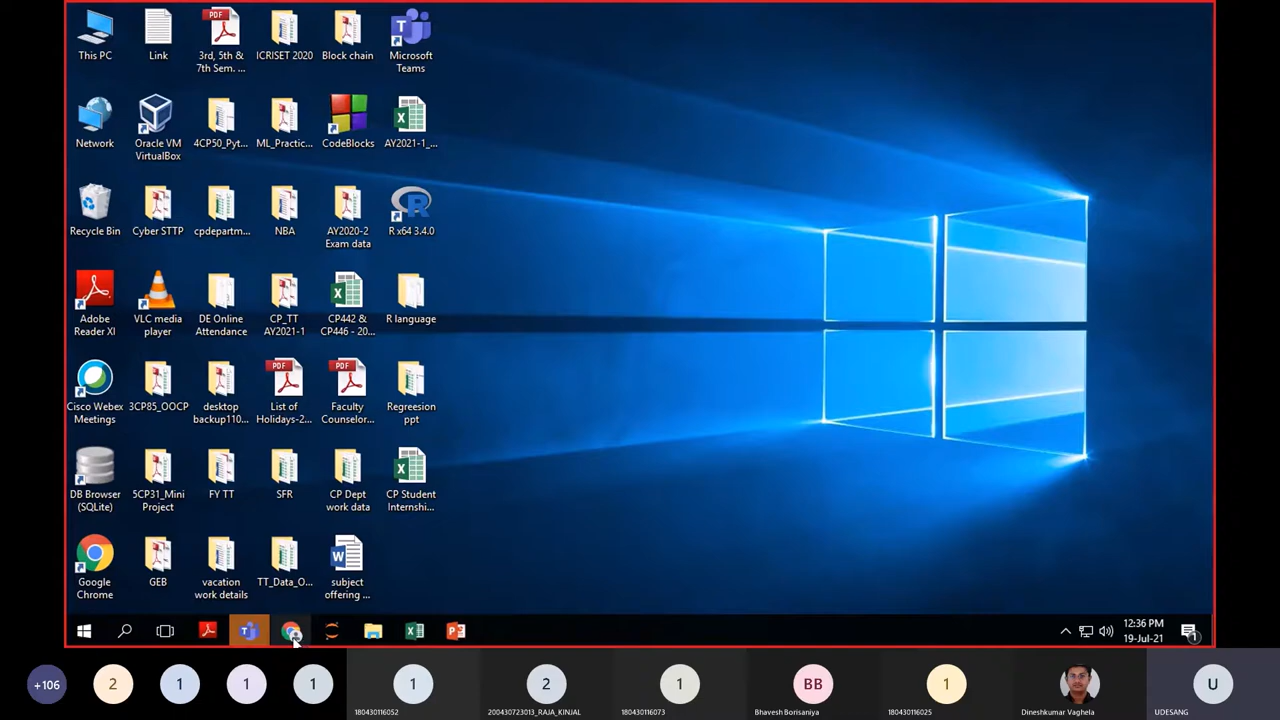 This PC
Link
PDF
3rd, 5th &
7th Sem. ...
ICRISET 2020
Block chain
Microsoft
Teams
Network
Oracle VM
VirtualBox
4CP50_Pyt...
ML_Practic...
CodeBlocks
AY2021-1_...
Recycle Bin
Cyber STTP
cpdepartm...
NBA
AY2020-2
Exam data
R x64 3.4.0
Adobe
Reader XI
VLC media
player
DE Online
Attendance
CP_TT
AY2021-1
CP442 &
CP446 - 20...
R language
Cisco Webex
Meetings
3CP85_OOCP
desktop
backup110...
PDF
List of
Holidays-2...
PDF
Faculty
Counselor...
Regreesion
ppt
DB Browser
(SQLite)
5CP31_Mini
Project
FY TT
SFR
CP Dept
work data
CP Student
Internshi...
Google
Chrome
GEB
vacation
work details
TT_Data_O...
subject
offering ...
12:36 PM
19-Jul-21
1
+106
2
1
1
1
1
180430116052
2
200430723013_RAJA_KINJAL
1
180430116073
BB
Bhavesh Borisaniya
1
180430116025
Dineshkumar Vaghela
U
UDESANG